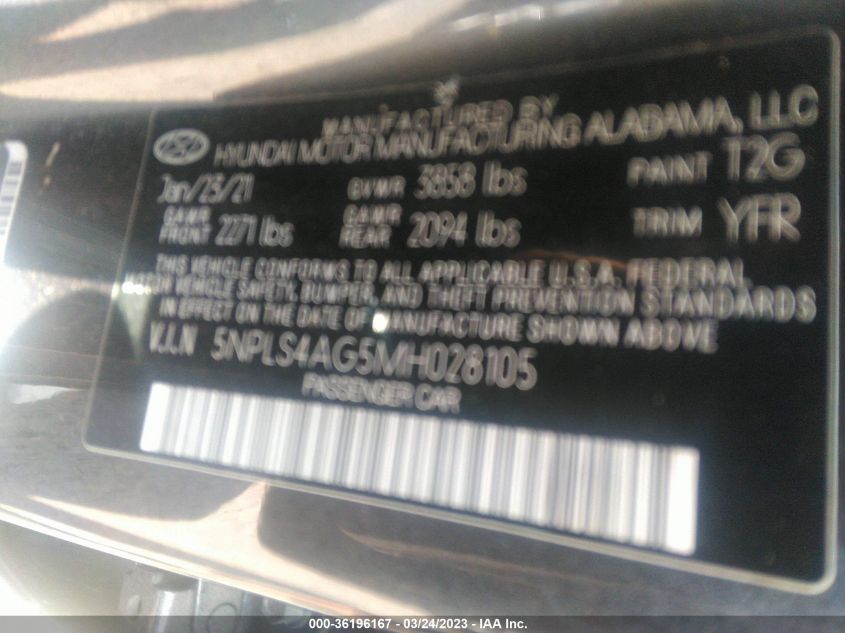 MANUFACTURED BY
HYUNDAI MOTOR MANUFACTURING ALABAMA, LLC
Jan/23/21 GVWR 3858 lbs PAINT T2G
GAWR FRONT 2271 lbs GAWR REAR 2094 lbs TRIM YFR
THIS VEHICLE CONFORMS TO ALL APPLICABLE U.S.A. FEDERAL
MOTOR VEHICLE SAFETY, BUMPER, AND THEFT PREVENTION STANDARDS
IN EFFECT ON THE DATE OF MANUFACTURE SHOWN ABOVE
V.I.N 5NPLS4AG5MH028105
PASSENGER CAR
000-36196167 - 03/24/2023 - IAA Inc.